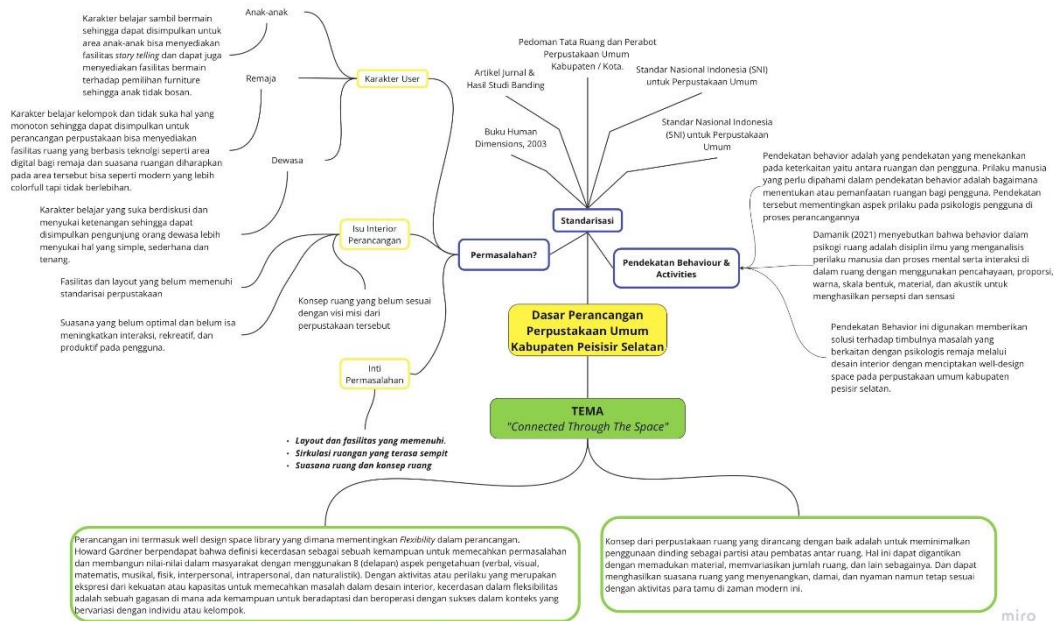 Anak-anak
Karakter belajar sambil bermain
sehingga dapat disimpulkan untuk
area anak-anak bisa menyediakan
fasilitas story telling dan dapat juga
menyediakan fasilitas bermain
terhadap pemilihan furniture
sehingga anak tidak bosan.
Remaja
Karakter User
Karakter belajar kelompok dan tidak suka hal yang
monoton sehingga dapat disimpulkan untuk
perancangan perpustakaan bisa menyediakan
fasilitas ruang yang berbasis teknolgi seperti area
digital bagi remaja dan suasana ruangan diharapkan
pada area tersebut bisa seperti modern yang lebih
colorfull tapi tidak berlebihan.
Dewasa
Karakter belajar yang suka berdiskusi dan
menyukai ketenangan sehingga dapat
disimpulkan pengunjung orang dewasa lebih
menyukai hal yang simple, sederhana dan
tenang.
Isu Interior
Perancangan
Permasalahan?
Fasilitas dan layout yang belum memenuhi
standarisai perpustakaan
Konsep ruang yang belum sesuai
dengan visi misi dari
perpustakaan tersebut
Suasana yang belum optimal dan belum isa
meningkatkan interaksi, rekreatif, dan
produktif pada pengguna.
Inti
Permasalahan
• Layout dan fasilitas yang memenuhi.
• Sirkulasi ruangan yang terasa sempit
• Suasana ruang dan konsep ruang
Pedoman Tata Ruang dan Perabot
Perpustakaan Umum
Kabupaten / Kota.
Artikel Jurnal &
Hasil Studi Banding
Standar Nasional Indonesia (SNI)
untuk Perpustakaan Umum
Buku Human
Dimensions, 2003
Standar Nasional Indonesia
(SNI) untuk Perpustakaan
Umum
Standarisasi
Pendekatan Behaviour &
Activities
Pendekatan behavior adalah yang pendekatan yang menekankan
pada keterkaitan yaitu antara ruangan dan pengguna. Prilaku manusia
yang perlu dipahami dalam pendekatan behavior adalah bagaimana
menentukan atau pemanfaatan ruangan bagi pengguna. Pendekatan
tersebut mementingkan aspek prilaku pada psikologis pengguna di
proses perancangannya
Damanik (2021) menyebutkan bahwa behavior dalam
psikogi ruang adalah disiplin ilmu yang menganalisis
perilaku manusia dan proses mental serta interaksi di
dalam ruang dengan menggunakan pencahayaan, proporsi,
warna, skala bentuk, material, dan akustik untuk
menghasilkan persepsi dan sensasi
Pendekatan Behavior ini digunakan memberikan
solusi terhadap timbulnya masalah yang
berkaitan dengan psikologis remaja melalui
desain interior dengan menciptakan well-design
space pada perpustakaan umum kabupaten
pesisir selatan.
Dasar Perancangan
Perpustakaan Umum
Kabupaten Peisisir Selatan
TEMA
"Connected Through The Space"
Perancangan ini termasuk well design space library yang dimana mementingkan Flexibility dalam perancangan.
Howard Gardner berpendapat bahwa definisi kecerdasan sebagai sebuah kemampuan untuk memecahkan permasalahan
dan membangun nilai-nilai dalam masyarakat dengan menggunakan 8 (delapan) aspek pengetahuan (verbal, visual,
matematis, musikal, fisik, interpersonal, intrapersonal, dan naturalistik). Dengan aktivitas atau perilaku yang merupakan
ekspresi dari kekuatan atau kapasitas untuk memecahkan masalah dalam desain interior, kecerdasan dalam fleksibilitas
adalah sebuah gagasan di mana ada kemampuan untuk beradaptasi dan beroperasi dengan sukses dalam konteks yang
bervariasi dengan individu atau kelompok.
Konsep dari perpustakaan ruang yang dirancang dengan baik adalah untuk meminimalkan
penggunaan dinding sebagai partisi atau pembatas antar ruang. Hal ini dapat digantikan
dengan memadukan material, memvariasikan jumlah ruang, dan lain sebagainya. Dan dapat
menghasilkan suasana ruang yang menyenangkan, damai, dan nyaman namun tetap sesuai
dengan aktivitas para tamu di zaman modern ini.
miro